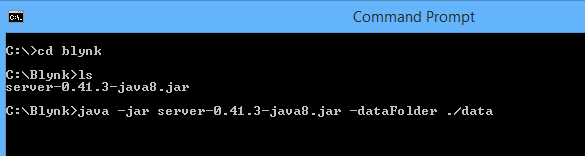 Command Prompt
C:\.
C:\>cd blynk
C:\Blynk>ls
server-0.41.3-java8.jar
C:\Blynk>java -jar server-0.41.3-java8.jar -dataFolder ./data